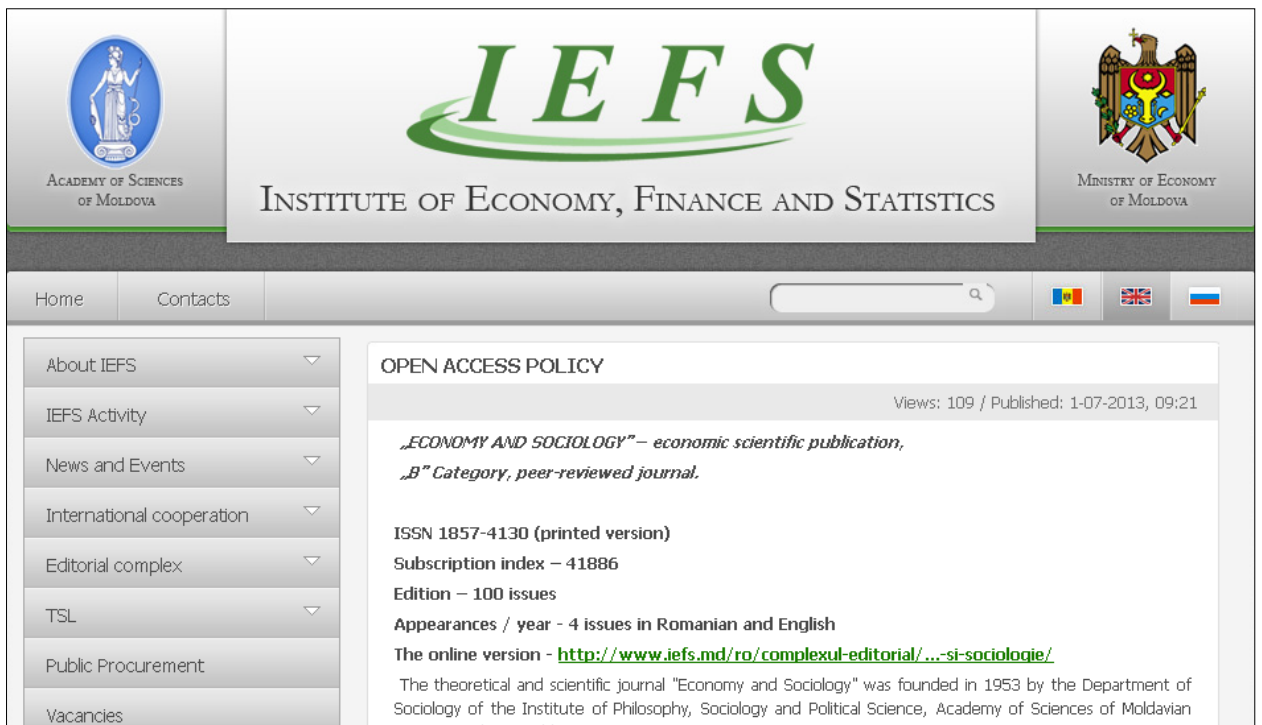 IEFS
ACADEMY OF SCIENCES
OF MOLDOVA
INSTITUTE OF ECONOMY, FINANCE AND STATISTICS
MINISTRY OF ECONOMY
OF MOLDOVA
Home
Contacts
About IEFS
IEFS Activity
News and Events
International cooperation
Editorial complex
TSL
Public Procurement
Vacancies
OPEN ACCESS POLICY
Views: 109 / Published: 1-07-2013, 09:21
„ECONOMY AND SOCIOLOGY” – economic scientific publication,
„B” Category, peer-reviewed journal.
ISSN 1857-4130 (printed version)
Subscription index – 41886
Edition – 100 issues
Appearances / year - 4 issues in Romanian and English
The online version - http://www.iefs.md/ro/complexul-editorial/...-si-sociologie/
The theoretical and scientific journal "Economy and Sociology" was founded in 1953 by the Department of
Sociology of the Institute of Philosophy, Sociology and Political Science, Academy of Sciences of Moldavian